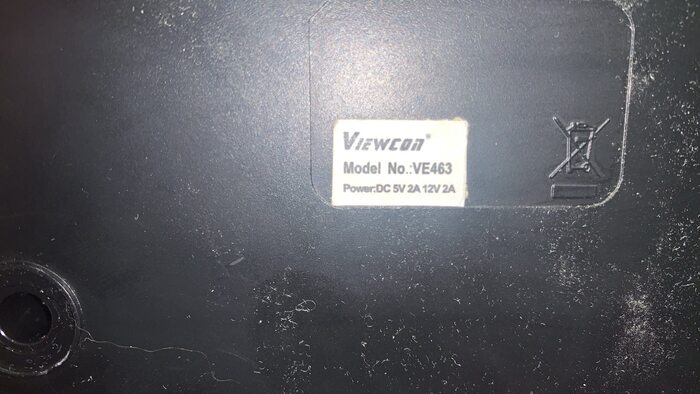 VIEWCON®
Model No.:VE463
Power:DC 5V 2A 12V 2A